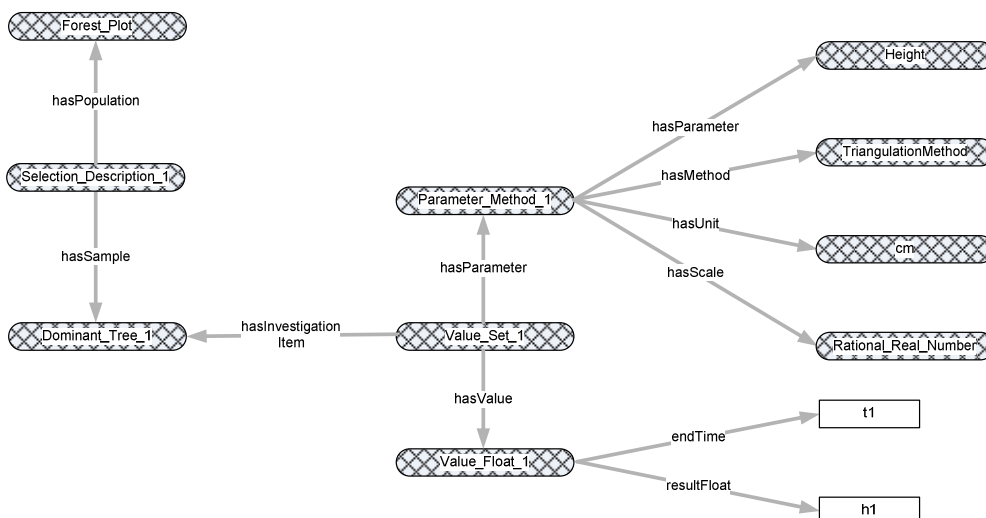 Forest_Plot
hasPopulation
Selection_Description_1
hasSample
Dominant_Tree_1
hasInvestigation
Item
Parameter_Method_1
hasParameter
Value_Set_1
hasValue
Value_Float_1
hasParameter
hasMethod
hasUnit
hasScale
Height
TriangulationMethod
cm
Rational_Real_Number
endTime
resultFloat
t1
h1